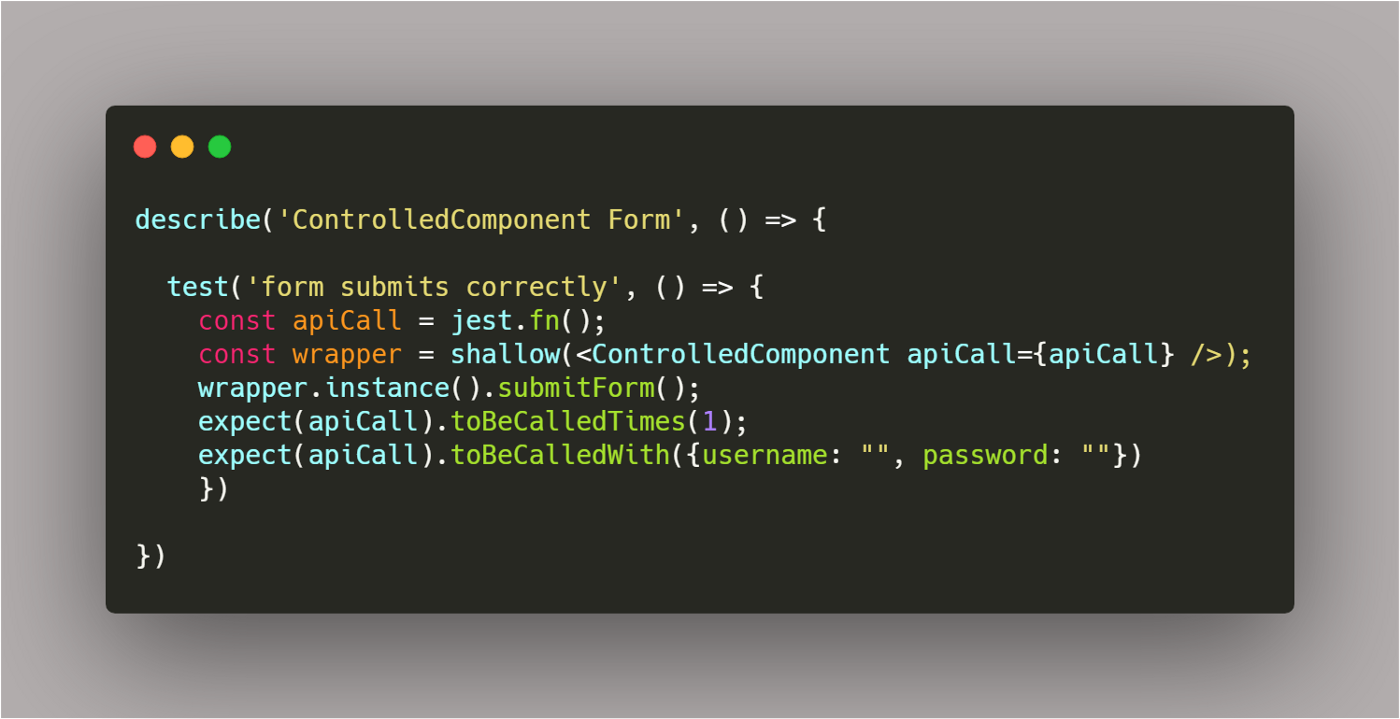 describe('ControlledComponent Form', () => {
test('form submits correctly', () => {
const apiCall = jest.fn();
const wrapper = shallow(<ControlledComponent apiCall={apiCall} />);
wrapper.instance().submitForm();
expect(apiCall).toBeCalledTimes(1);
expect(apiCall).toBeCalledWith({username: "", password: ""})
})
})